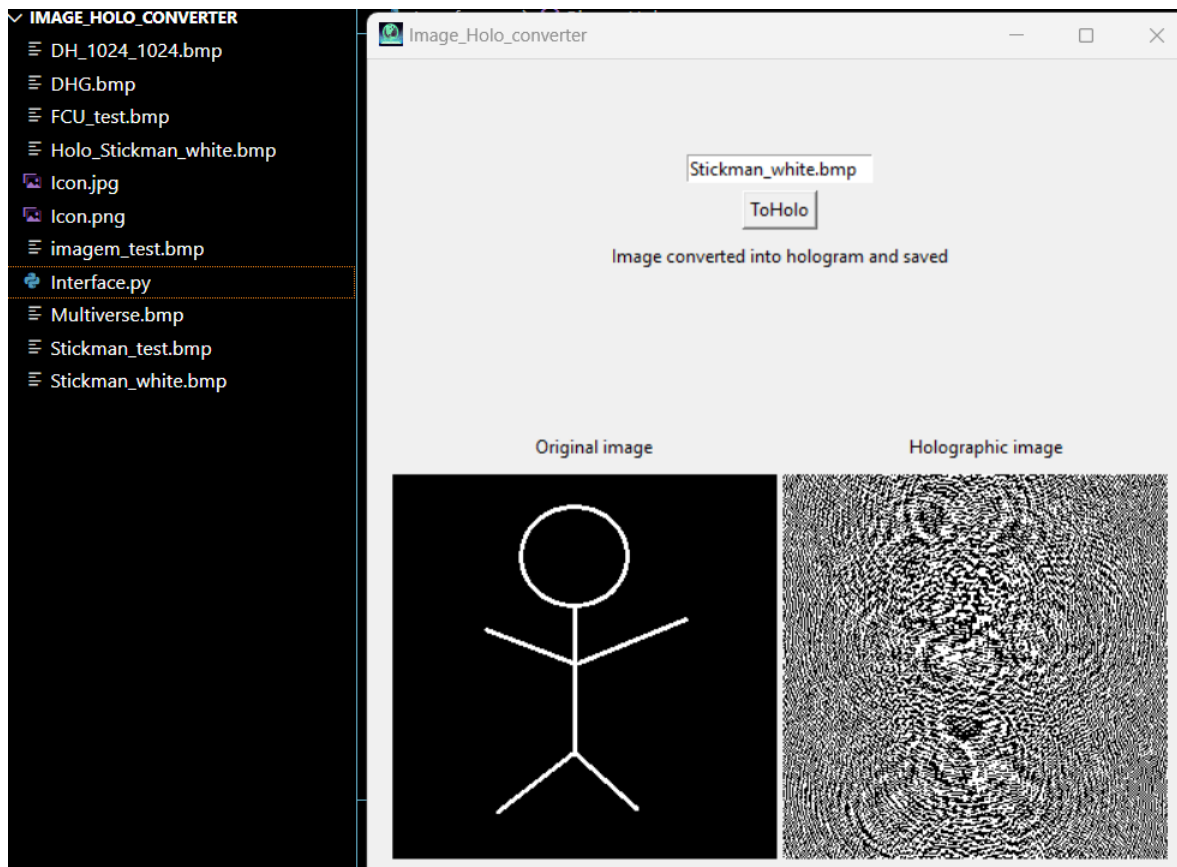 IMAGE_HOLO_CONVERTER
DH_1024_1024.bmp
DHG.bmp
FCU_test.bmp
Holo_Stickman_white.bmp
Icon.jpg
Icon.png
imagem_test.bmp
Interface.py
Multiverse.bmp
Stickman_test.bmp
Stickman_white.bmp
Image_Holo_converter
Stickman_white.bmp
ToHolo
Image converted into hologram and saved
Original image
Holographic image